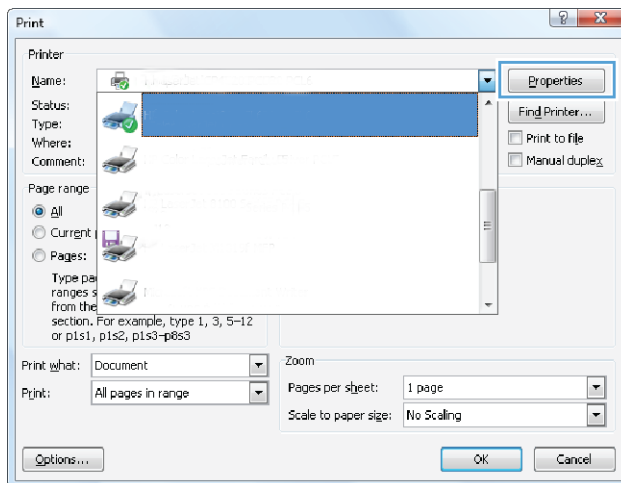 Print
Printer
Name:
Properties
Status:
Find Printer...
Type:
Where:
Print to file
Comment:
Manual duplex
Page range
All
Current
Pages:
Type
ranges
from the
section. For example, type 1, 3, 5–12
or p1s1, p1s2, p1s3–p8s3
Print what: Document
Print: All pages in range
Zoom
Pages per sheet: 1 page
Scale to paper size: No Scaling
Options...
OK
Cancel